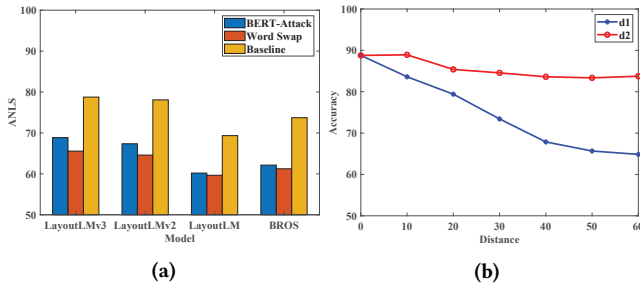 100
90
80
70
60
50
ANLS
BERT-Attack
Word Swap
Baseline
LayoutLMv3 LayoutLMv2 LayoutLM BROS
Model
(a)
100
90
80
70
60
50
Accuracy
d1
d2
0 10 20 30 40 50 60
Distance
(b)